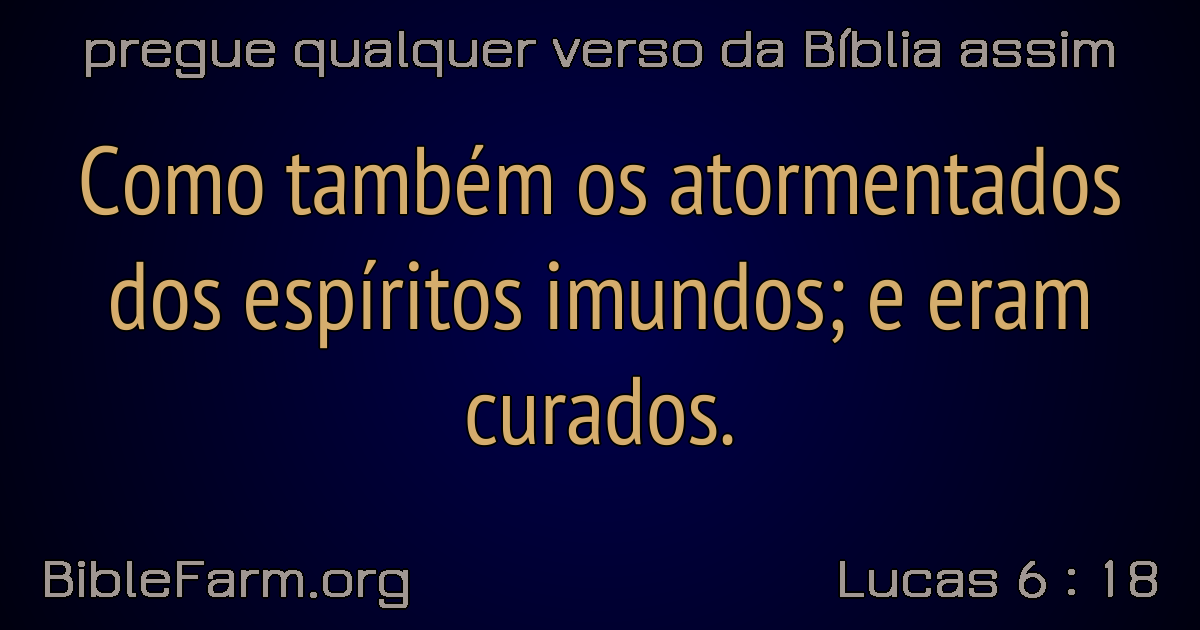 pregue qualquer verso da Bíblia assim
Como também os atormentados
dos espíritos imundos; e eram
curados.
BibleFarm.org
Lucas 6 : 18